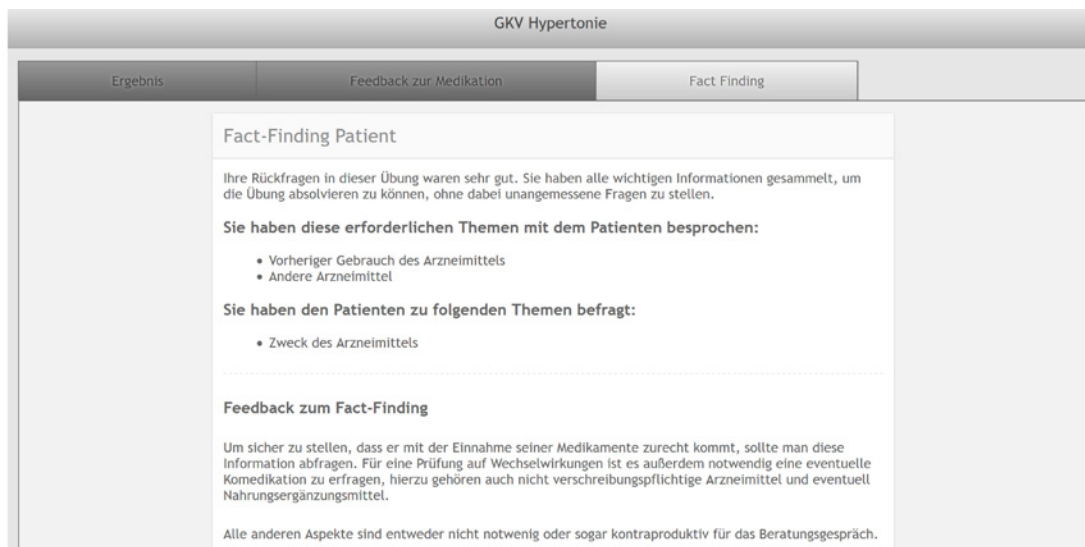 GKV Hypertonie
Ergebnis
Feedback zur Medikation
Fact Finding
Fact-Finding Patient
Ihre Rückfragen in dieser Übung waren sehr gut. Sie haben alle wichtigen Informationen gesammelt, um
die Übung absolvieren zu können, ohne dabei unangemessene Fragen zu stellen.
Sie haben diese erforderlichen Themen mit dem Patienten besprochen:
• Vorheriger Gebrauch des Arzneimittels
• Andere Arzneimittel
Sie haben den Patienten zu folgenden Themen befragt:
• Zweck des Arzneimittels
Feedback zum Fact-Finding
Um sicher zu stellen, dass er mit der Einnahme seiner Medikamente zurecht kommt, sollte man diese
Information abfragen. Für eine Prüfung auf Wechselwirkungen ist es außerdem notwendig eine eventuelle
Komedikation zu erfragen, hierzu gehören auch nicht verschreibungspflichtige Arzneimittel und eventuell
Nahrungsergänzungsmittel.
Alle anderen Aspekte sind entweder nicht notwenig oder sogar kontraproduktiv für das Beratungsgespräch.